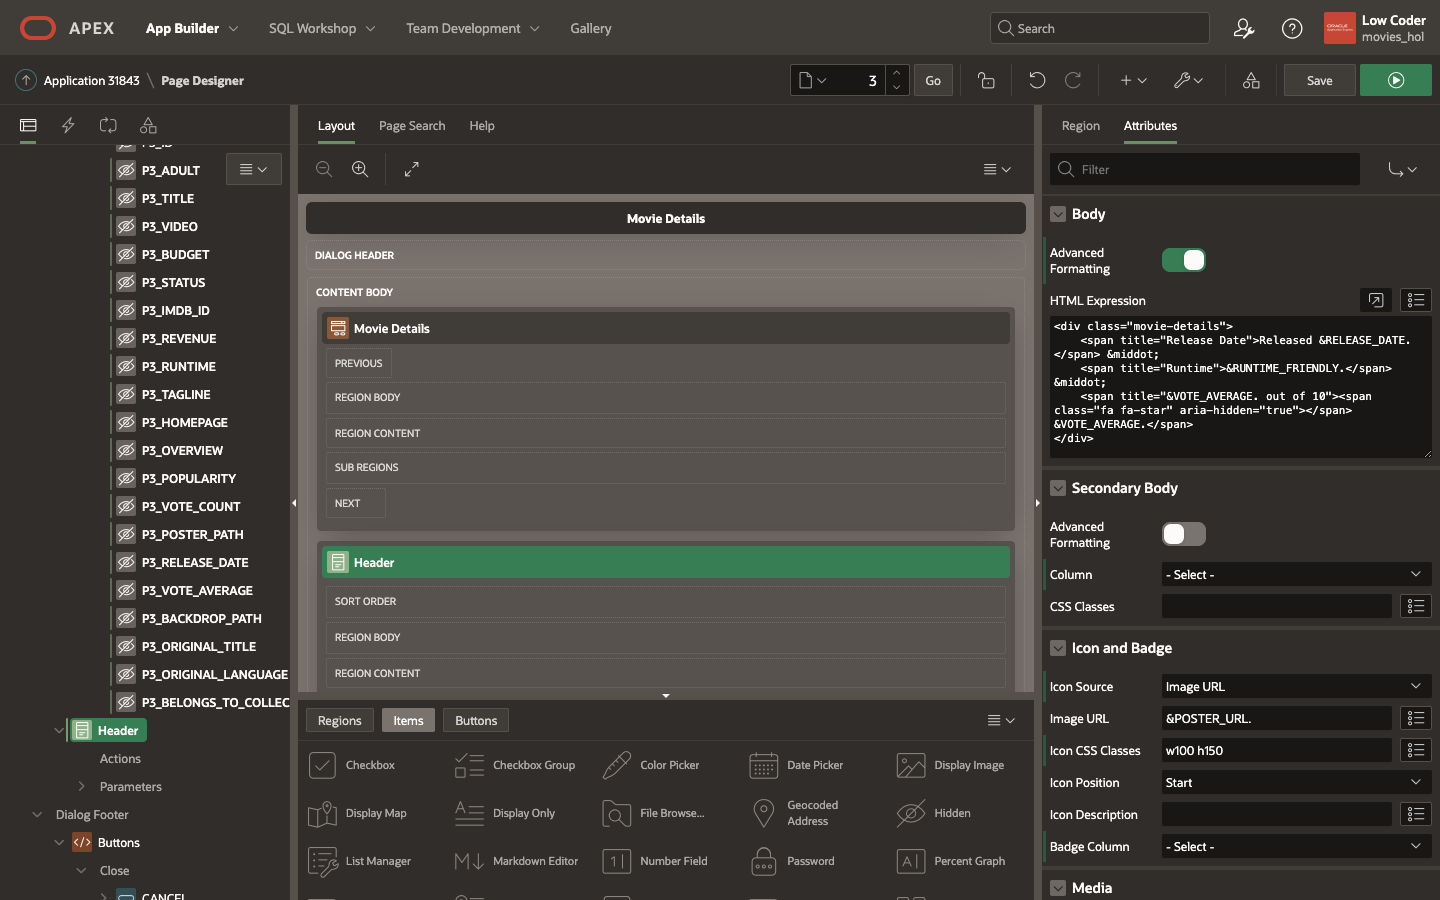 APEX
App Builder
SQL Workshop
Team Development
Gallery
Search
Low Coder
movies_hol
Application 31843 \ Page Designer
3
Go
Save
P3_ID
P3_ADULT
P3_TITLE
P3_VIDEO
P3_BUDGET
P3_STATUS
P3_IMDB_ID
P3_REVENUE
P3_RUNTIME
P3_TAGLINE
P3_HOMEPAGE
P3_OVERVIEW
P3_POPULARITY
P3_VOTE_COUNT
P3_POSTER_PATH
P3_RELEASE_DATE
P3_VOTE_AVERAGE
P3_BACKDROP_PATH
P3_ORIGINAL_TITLE
P3_ORIGINAL_LANGUAGE
P3_BELONGS_TO_COLLEC
Header
Actions
Parameters
Dialog Footer
Buttons
Close
CANCEL
Layout
Page Search
Help
Movie Details
DIALOG HEADER
CONTENT BODY
Movie Details
PREVIOUS
REGION BODY
REGION CONTENT
SUB REGIONS
NEXT
Header
SORT ORDER
REGION BODY
REGION CONTENT
Regions
Items
Buttons
Checkbox
Checkbox Group
Color Picker
Date Picker
Display Image
Display Map
Display Only
File Browse...
Geocoded
Address
Hidden
List Manager
Markdown Editor
Number Field
Password
Percent Graph
Region
Attributes
Filter
Body
Advanced
Formatting
HTML Expression
<div class="movie-details">
    <span title="Release Date">Released &RELEASE_DATE.
</span> &middot;
    <span title="Runtime">&RUNTIME_FRIENDLY.</span>
&middot;
    <span title="&VOTE_AVERAGE. out of 10"><span
class="fa fa-star" aria-hidden="true"></span>
&VOTE_AVERAGE.</span>
</div>
Secondary Body
Advanced
Formatting
Column
- Select -
CSS Classes
Icon and Badge
Icon Source
Image URL
Image URL
&POSTER_URL.
Icon CSS Classes
w100 h150
Icon Position
Start
Icon Description
Badge Column
- Select -
Media